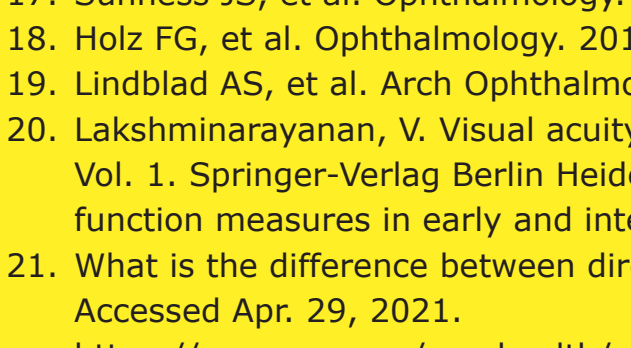 18. Holz FG, et al. Ophthalmology. 201
19. Lindblad AS, et al. Arch Ophthalmo
20. Lakshminarayanan, V. Visual acuity
Vol. 1. Springer-Verlag Berlin Heide
function measures in early and inte
21. What is the difference between dir
Accessed Apr. 29, 2021.